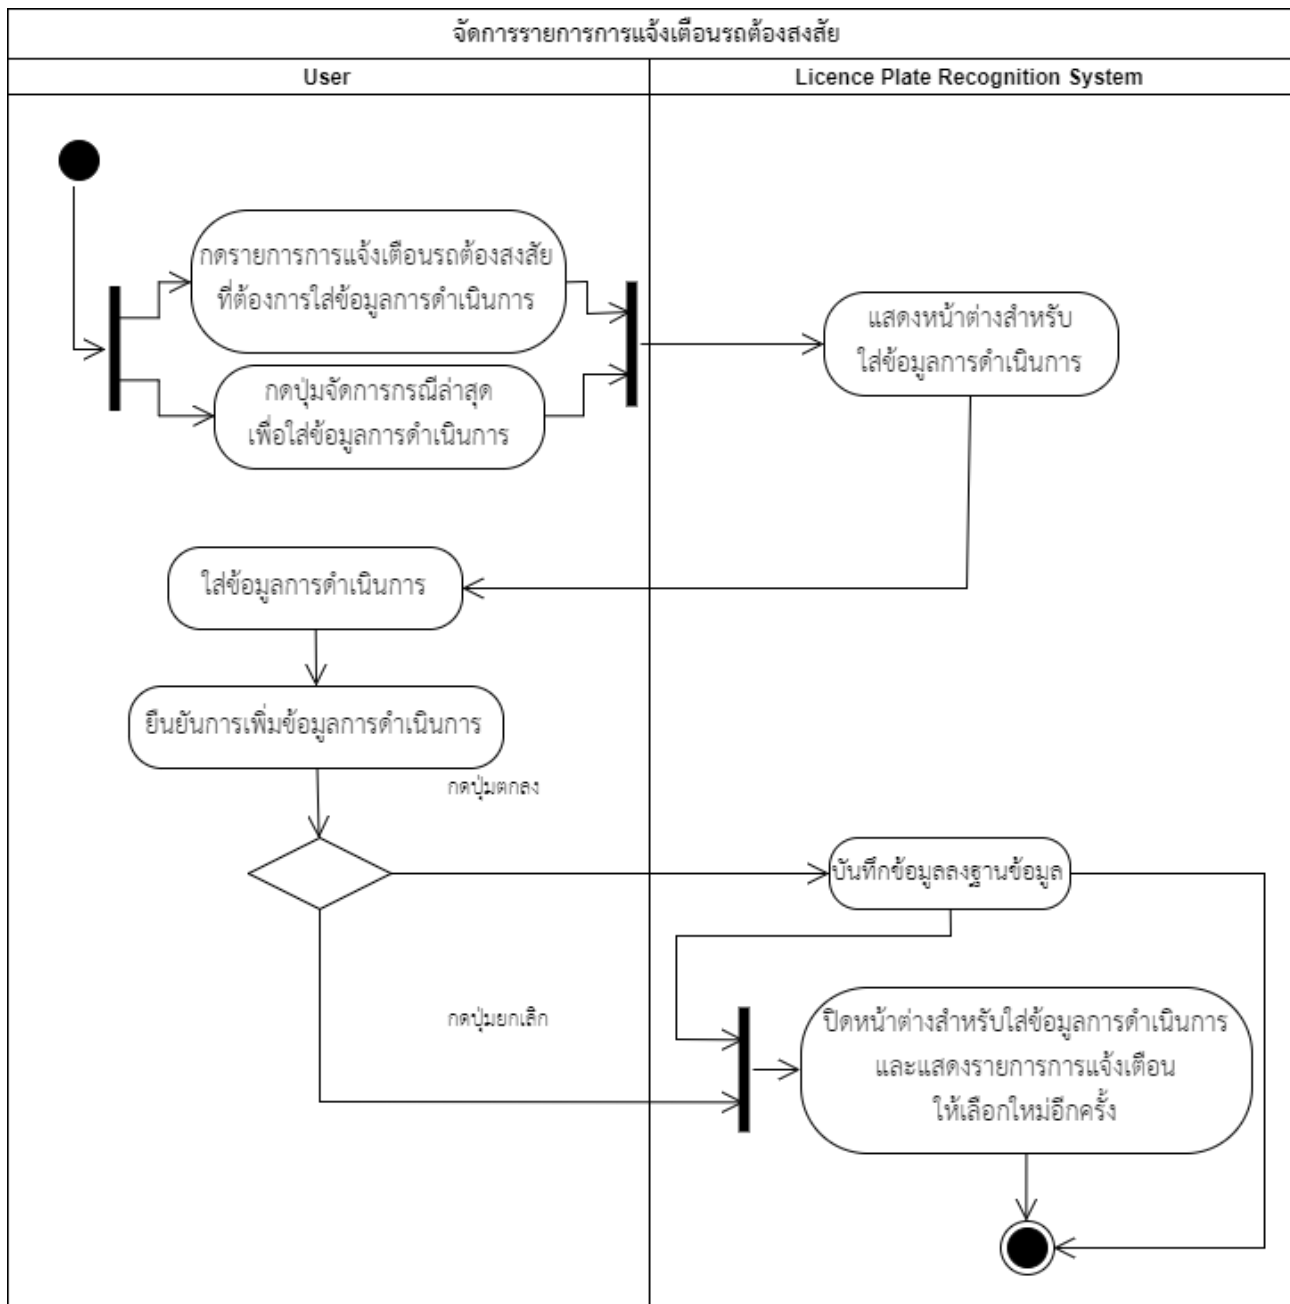 จัดการรายการการแจ้งเตือนรถต้องสงสัย
User
Licence Plate Recognition System
กดรายการการแจ้งเตือนรถต้องสงสัย
ที่ต้องการใส่ข้อมูลการดำเนินการ
แสดงหน้าต่างสำหรับ
ใส่ข้อมูลการดำเนินการ
กดปุ่มจัดการกรณีล่าสุด
เพื่อใส่ข้อมูลการดำเนินการ
ใส่ข้อมูลการดำเนินการ
ยืนยันการเพิ่มข้อมูลการดำเนินการ
กดปุ่มตกลง
บันทึกข้อมูลลงฐานข้อมูล
กดปุ่มยกเลิก
ปิดหน้าต่างสำหรับใส่ข้อมูลการดำเนินการ
และแสดงรายการการแจ้งเตือน
ให้เลือกใหม่อีกครั้ง